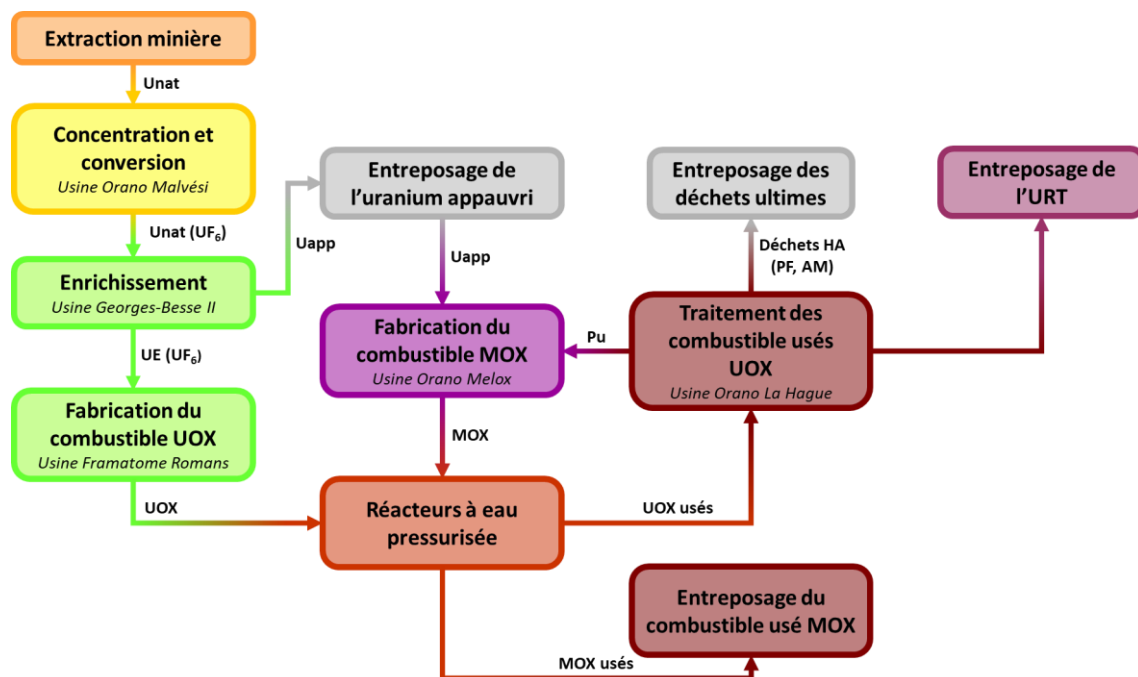 Extraction minière
Unat
Concentration et
conversion
Usine Orano Malvési
Unat (UF₆)
Uapp
Enrichissement
Usine Georges-Besse II
UE (UF₆)
Fabrication du
combustible UOX
Usine Framatome Romans
UOX
Entreposage de
l'uranium appauvri
Uapp
Fabrication du
combustible MOX
Usine Orano Melox
MOX
Réacteurs à eau
pressurisée
Entreposage des
déchets ultimes
Déchets HA
(PF, AM)
Traitement des
combustible usés
UOX
Usine Orano La Hague
Pu
UOX usés
Entreposage de
l'URT
Entreposage du
combustible usé MOX
MOX usés